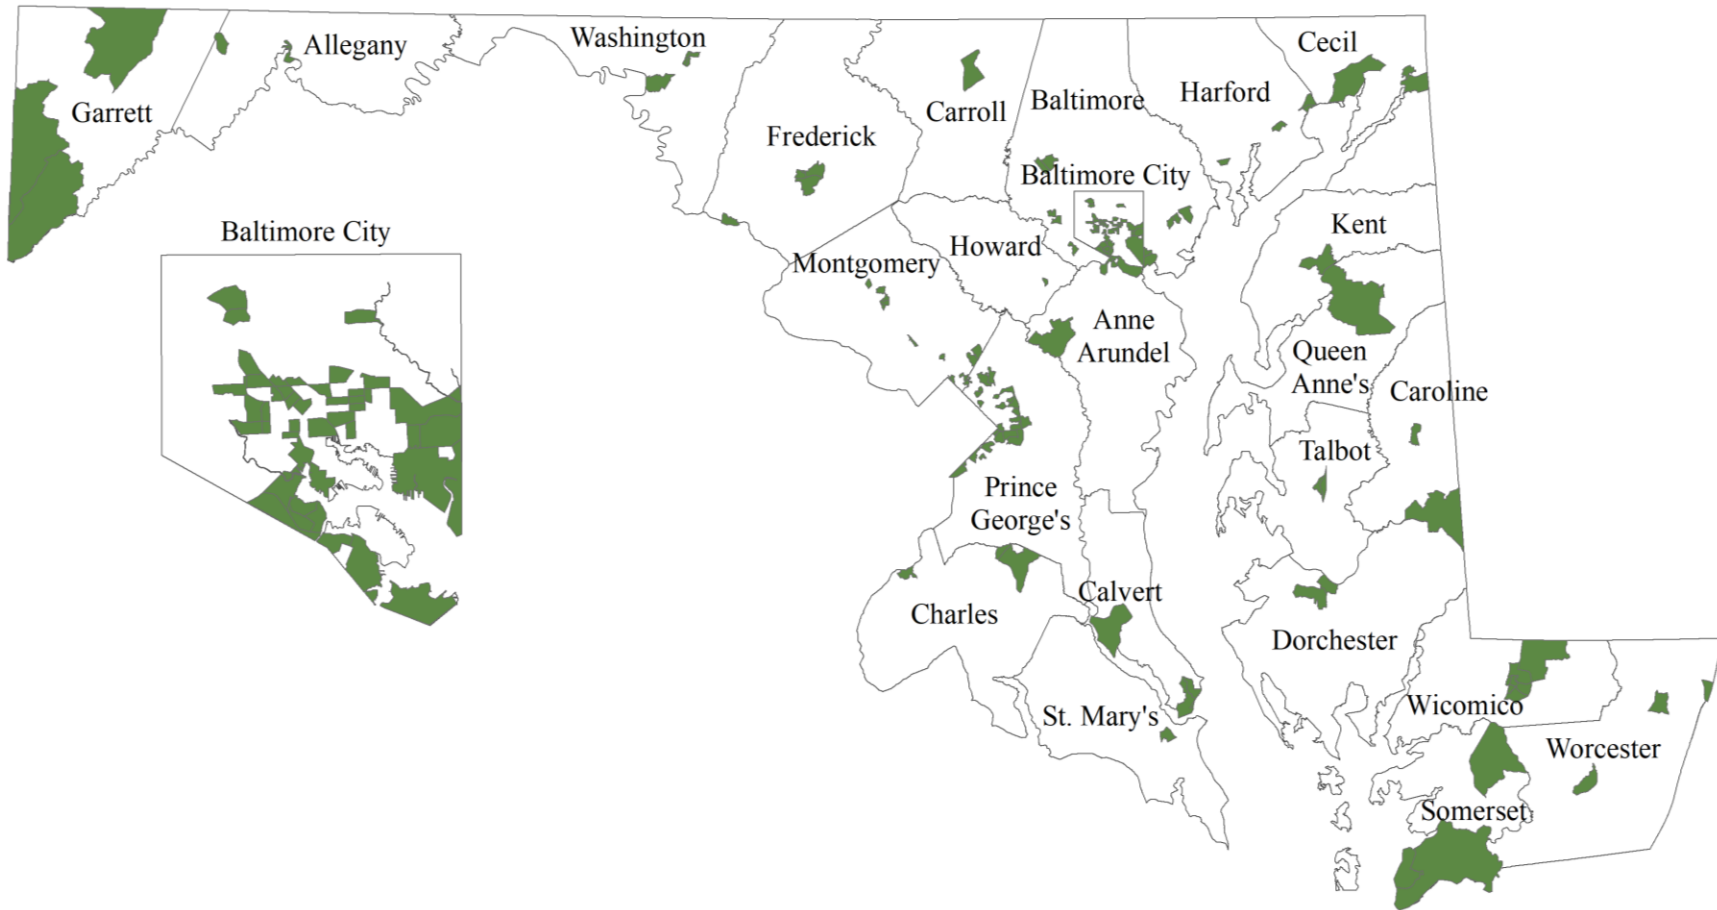 Washington
Cecil
Allegany
Harford
Baltimore
Garrett
Carroll
Frederick
Baltimore City
Kent
Baltimore City
Howard
Montgomery
Anne
Arundel
Queen
Anne's
Caroline
Talbot
Prince
George's
Calvert
Charles
Dorchester
Wicomico
St. Mary's
Worcester
Somerset